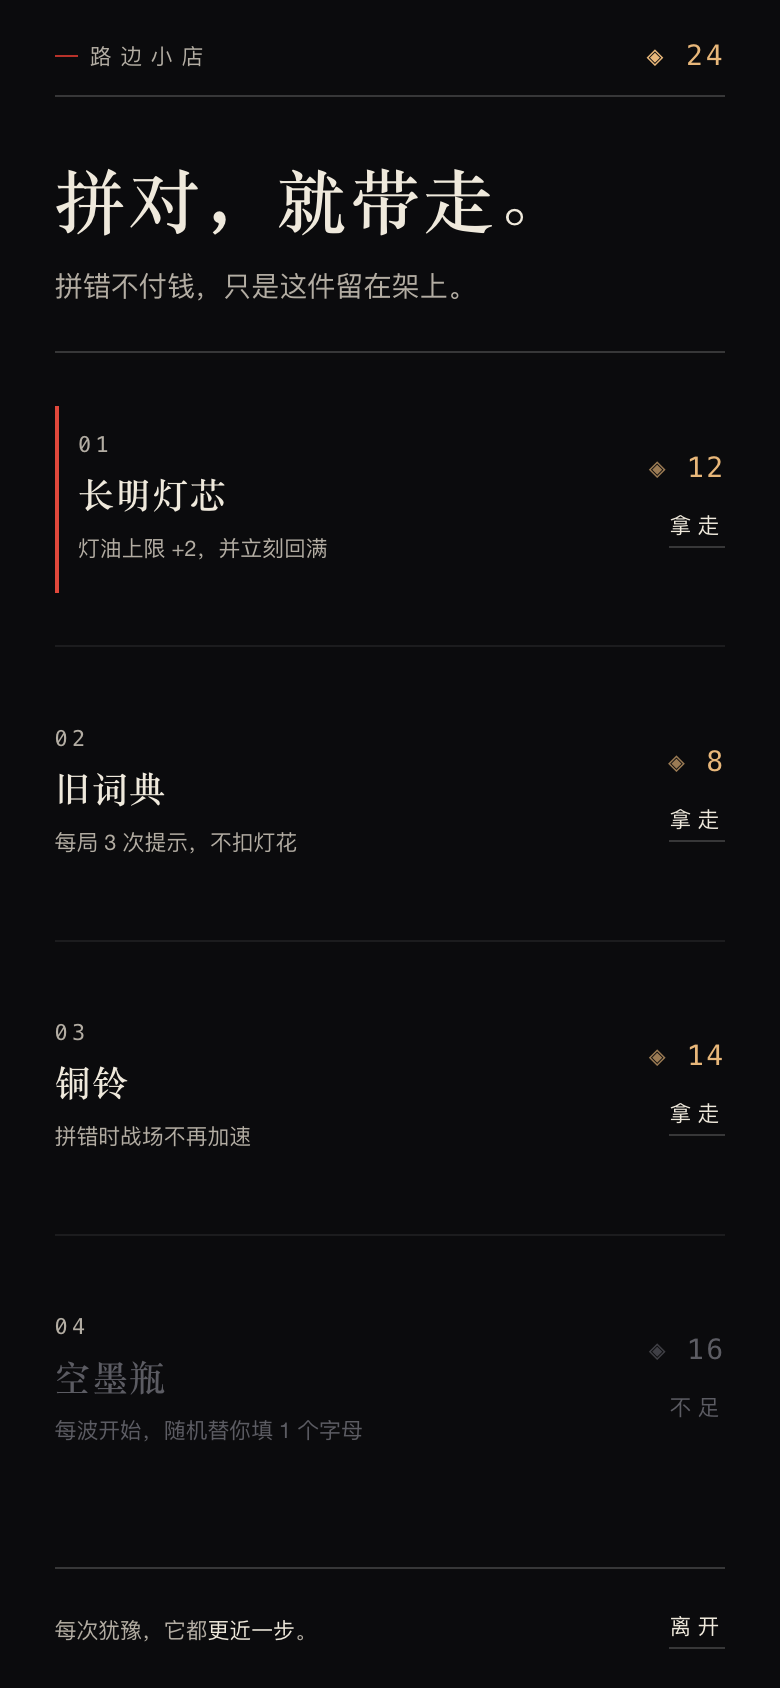 — 路边小店
◈ 24
拼对，就带走。
拼错不付钱，只是这件留在架上。
01
长明灯芯
灯油上限 +2，并立刻回满
◈ 12
拿走
02
旧词典
每局 3 次提示，不扣灯花
◈ 8
拿走
03
铜铃
拼错时战场不再加速
◈ 14
拿走
04
空墨瓶
每波开始，随机替你填 1 个字母
◈ 16
不足
每次犹豫，它都更近一步。
离开